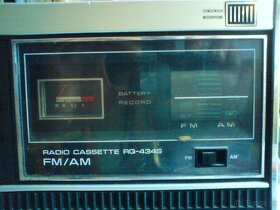 CONDENSER
MICROPHONE
BATTERY
RECORD
FM AM
RADIO CASSETTE RQ-434S
FM/AM
FM AM